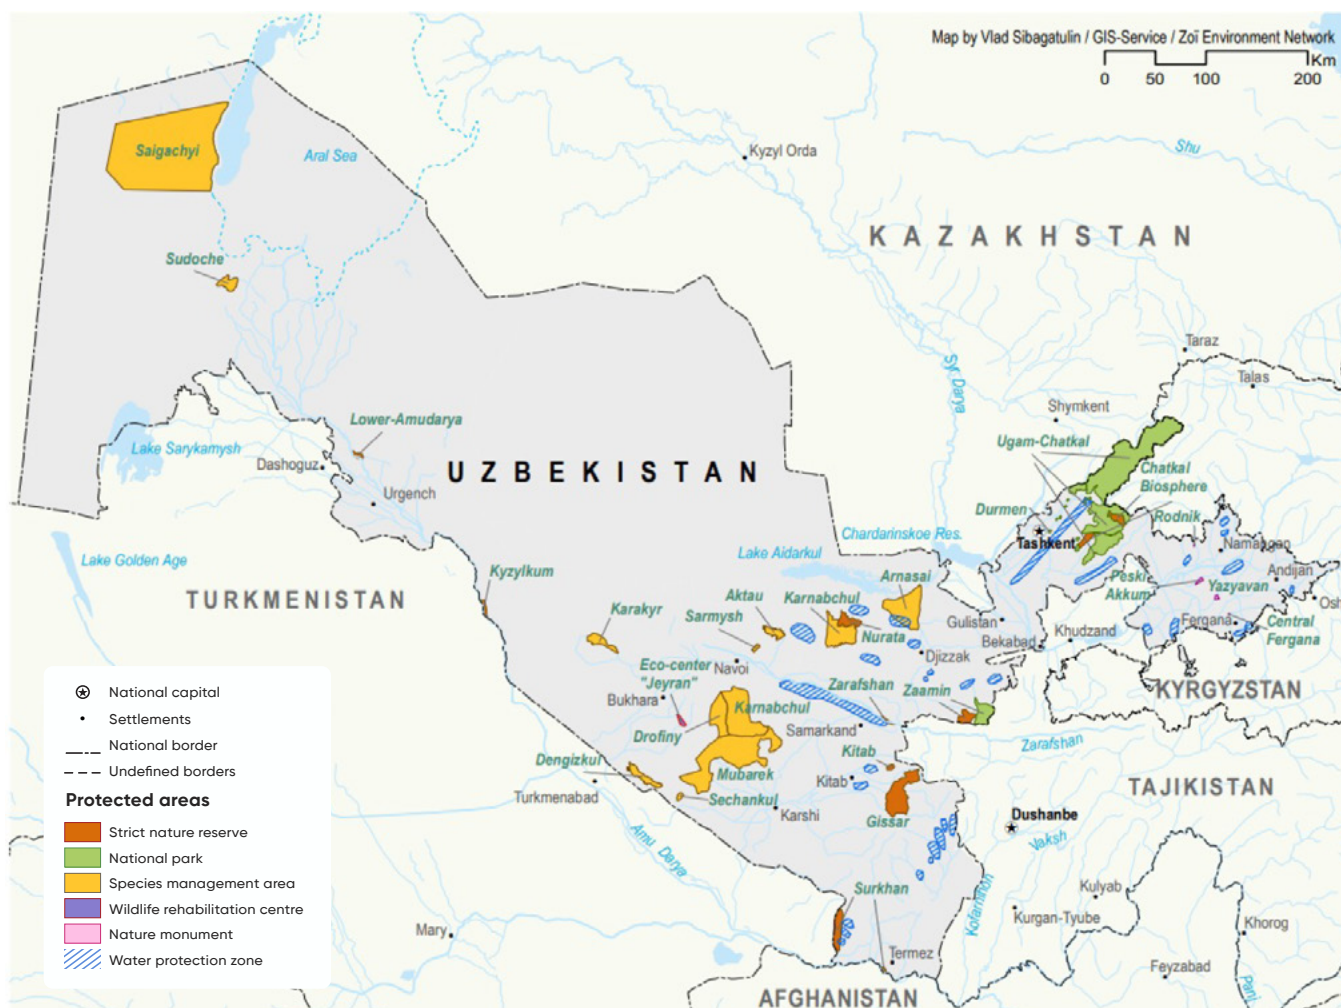 Map by Vlad Sibagatulin / GIS-Service / Zoï Environment Network
Km
0 50 100 200
Saigachyi
Aral Sea
Kyzyl Orda
Shu
KAZAKHSTAN
Sudoche
Taraz
Talas
Syr Darya
Shymkent
Lower-Amudarya
Ugam-Chatkal
Lake Sarykamysh
Dashoguz
UZBEKISTAN
Chatkal
Biosphere
Urgench
Durmen
Rodnik
Chardarinskoe Res.
Tashkent
Namangan
Lake Golden Age
Lake Aidarkul
Kyzylkum
Arnasai
Peski
Akkum
Yazyavan
Andijan
TURKMENISTAN
Karakyr
Aktau
Karnabchul
Osh
Sarmysh
Nurata
Gulistan
Fergana
Central
Fergana
Bekabad
Khudzand
Djizzak
Eco-center
"Jeyran"
Navoi
Zarafshan
Zaamin
KYRGYZSTAN
Bukhara
Karnabchul
Drofiny
Samarkand
Zarafshan
Dengizkul
Kitab
Mubarek
Kitab
TAJIKISTAN
Turkmenabad
Sechankul
Karshi
Gissar
Dushanbe
Vaksh
Amu Darya
Surkhan
Kofarnihon
Kulyab
Kurgan-Tyube
Khorog
Mary
Termez
Feyzabad
AFGHANISTAN
National capital
Settlements
National border
Undefined borders
Protected areas
Strict nature reserve
National park
Species management area
Wildlife rehabilitation centre
Nature monument
Water protection zone